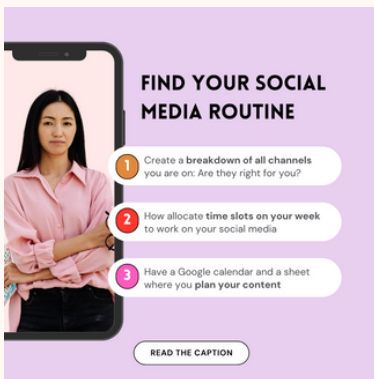 FIND YOUR SOCIAL
MEDIA ROUTINE
1
Create a breakdown of all channels
you are on: Are they right for you?
2
How allocate time slots on your week
to work on your social media
3
Have a Google calendar and a sheet
where you plan your content
READ THE CAPTION